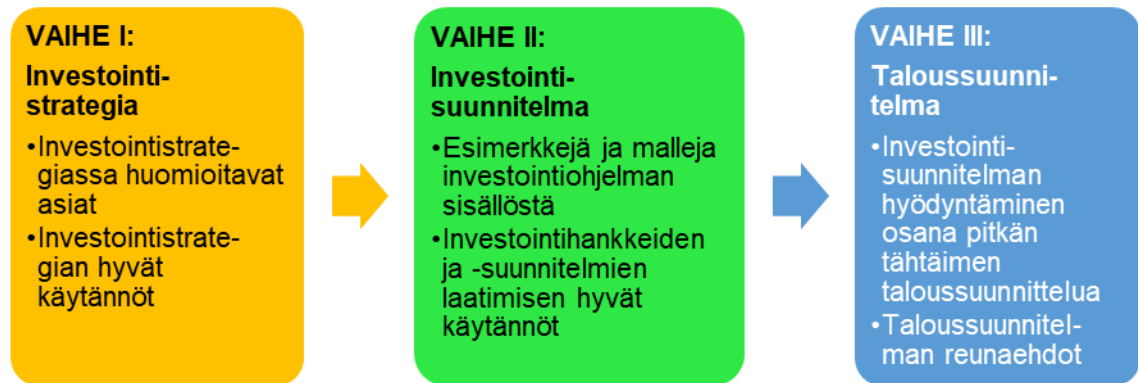 VAIHE I:
Investointi-
strategia
•Investointistrate-
giassa huomioitavat
asiat
•Investointistrate-
gian hyvät
käytännöt
VAIHE II:
Investointi-
suunnitelma
•Esimerkkejä ja malleja
investointiohjelman
sisällöstä
•Investointihankkeiden
ja -suunnitelmien
laatimisen hyvät
käytännöt
VAIHE III:
Taloussuunni-
telma
•Investointi-
suunnitelman
hyödyntäminen
osana pitkän
tähtäimen
taloussuunnittelua
•Taloussuunnitel-
man reunaehdot